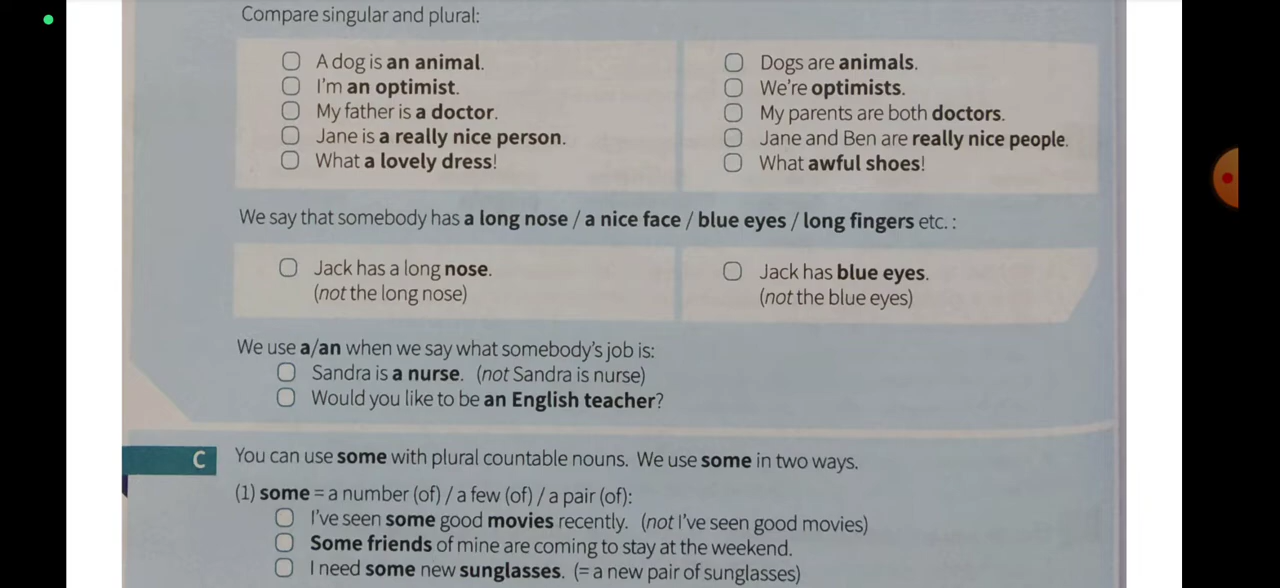 Compare singular and plural:
A dog is an animal.
I'm an optimist.
My father is a doctor.
Jane is a really nice person.
What a lovely dress!
Dogs are animals.
We're optimists.
My parents are both doctors.
Jane and Ben are really nice people.
What awful shoes!
We say that somebody has a long nose / a nice face / blue eyes / long fingers etc. :
Jack has a long nose.
(not the long nose)
Jack has blue eyes.
(not the blue eyes)
We use a/an when we say what somebody's job is:
Sandra is a nurse. (not Sandra is nurse)
Would you like to be an English teacher?
C
You can use some with plural countable nouns. We use some in two ways.
(1) some = a number (of) / a few (of) / a pair (of):
I've seen some good movies recently. (not I've seen good movies)
Some friends of mine are coming to stay at the weekend.
I need some new sunglasses. (= a new pair of sunglasses)